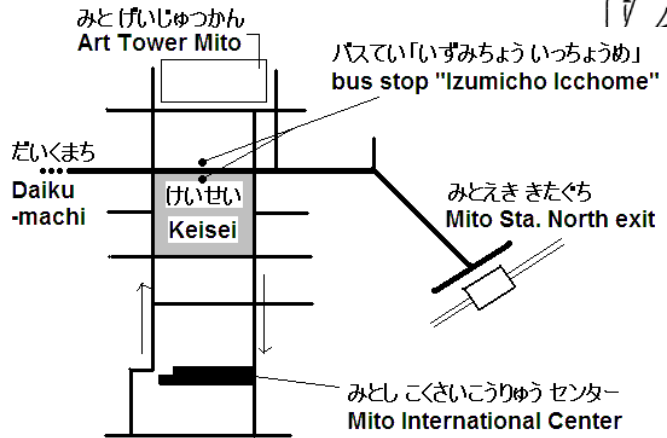 みと げいじゅつかん
Art Tower Mito
バスてい「いずみちょう いっちょうめ」
bus stop "Izumicho Icchome"
だいくまち
Daiku
-machi
けいせい
Keisei
みとえき きたぐち
Mito Sta. North exit
みとし こくさいこうりゅう センター
Mito International Center